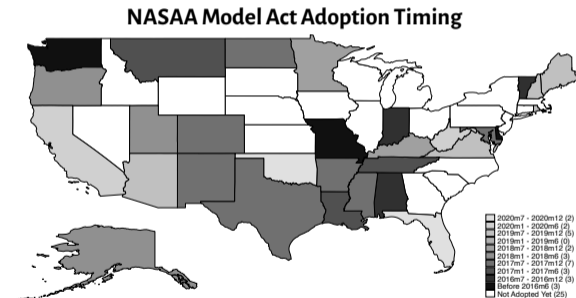 NASAA Model Act Adoption Timing
2020m7 - 2020m12 (2)
2020m1 - 2020m6 (2)
2019m7 - 2019m12 (5)
2019m1 - 2019m6 (0)
2018m7 - 2018m12 (2)
2018m1 - 2018m6 (3)
2017m7 - 2017m12 (7)
2017m1 - 2017m6 (3)
2016m7 - 2016m12 (3)
Before 2016m6 (3)
Not Adopted Yet (25)